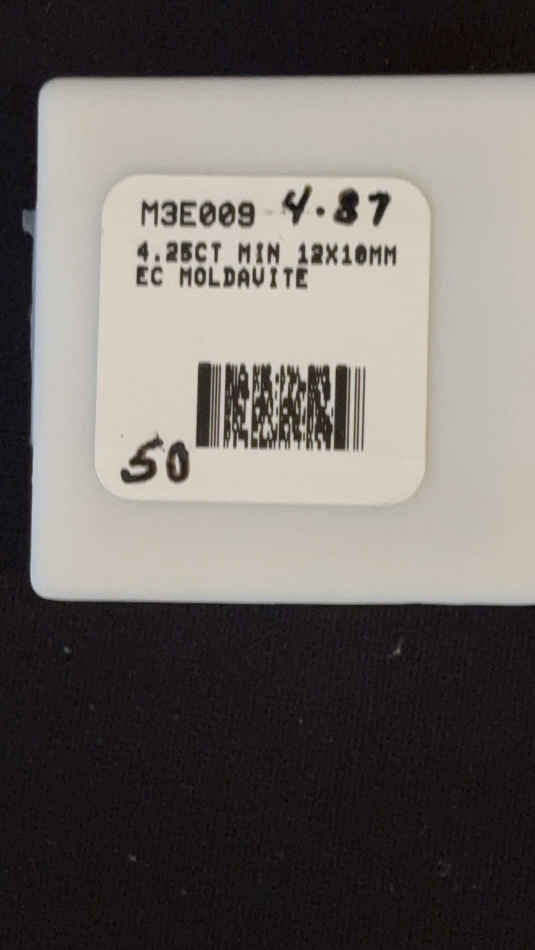 M3E009 4.87
4.25CT MIN 12X10MM
EC MOLDAVITE
50